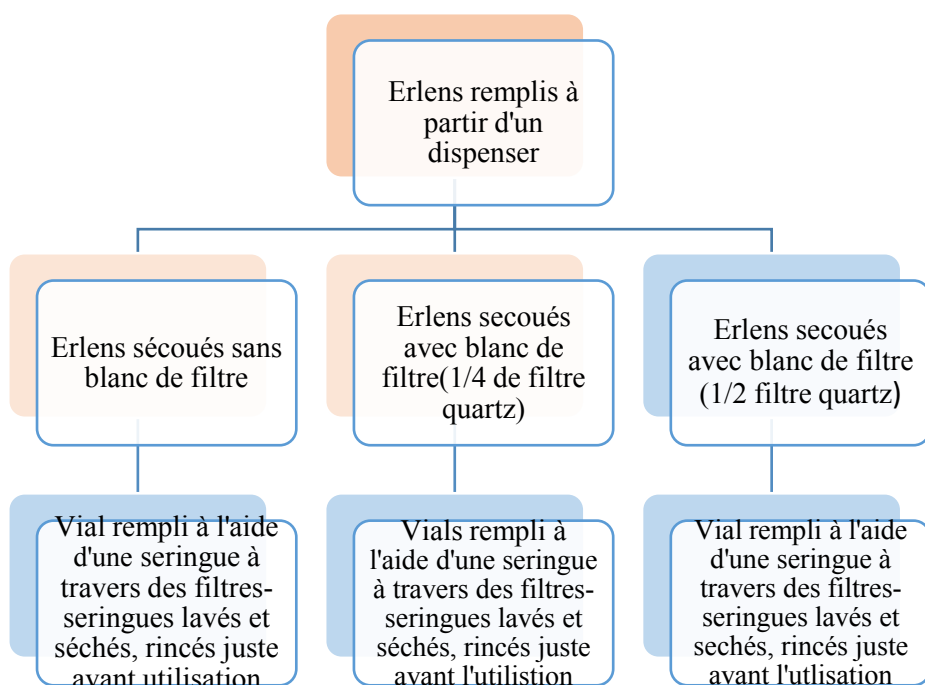 Erlens remplis à
partir d'un
dispenser
Erlens sécoués sans
blanc de filtre
Erlens secoués
avec blanc de
filtre(1/4 de filtre
quartz)
Erlens secoués
avec blanc de filtre
(1/2 filtre quartz)
Vial rempli à l'aide
d'une seringue à
travers des filtres-
seringues lavés et
séchés, rincés juste
avant utilisation
Vials rempli à
l'aide d'une seringue
à travers des filtres-
seringues lavés et
séchés, rincés juste
avant l'utilistion
Vial rempli à l'aide
d'une seringue à
travers des filtres-
seringues lavés et
sechés, rincés juste
avant l'utlisation